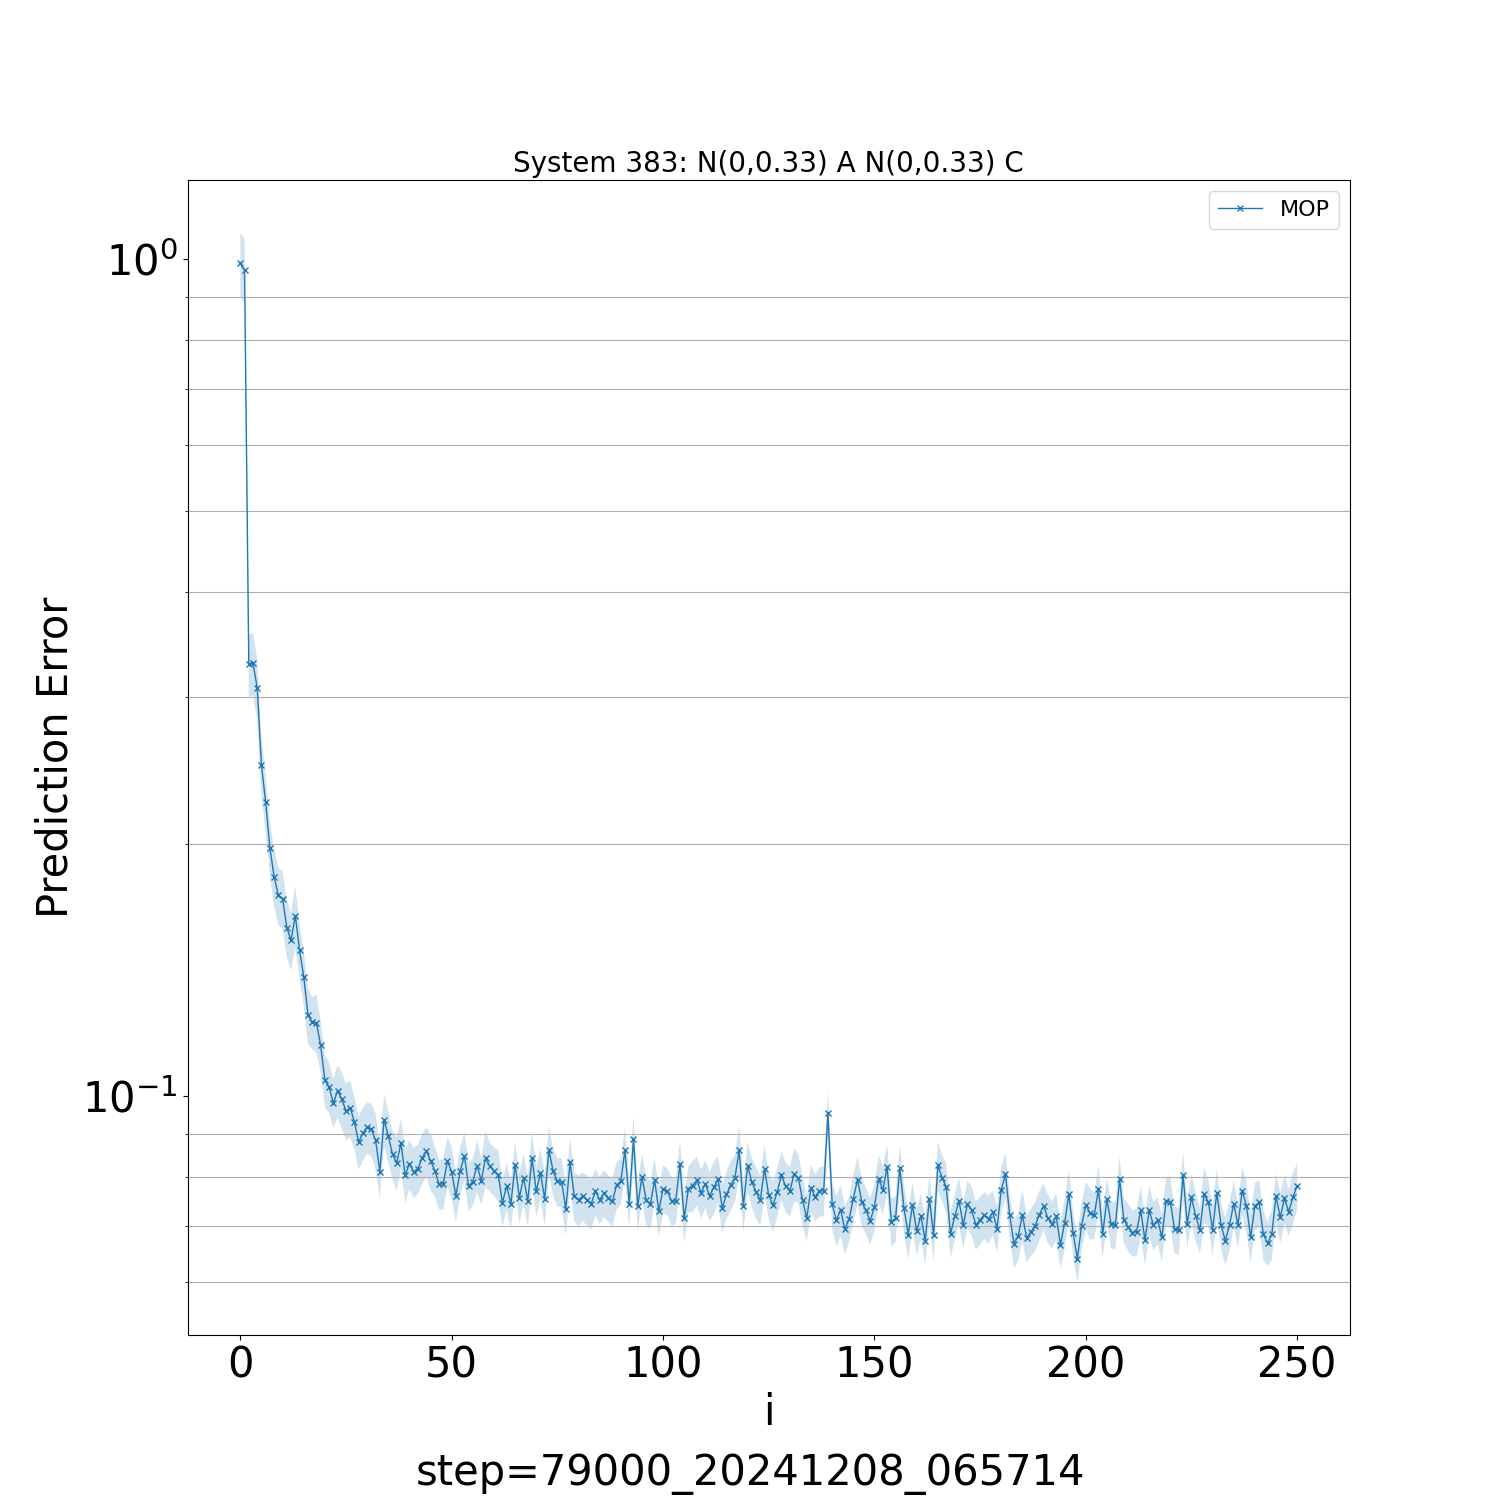 System 383: N(0,0.33) A N(0,0.33) C
MOP
10⁰
10⁻¹
Prediction Error
0 50 100 150 200 250
i
step=79000_20241208_065714